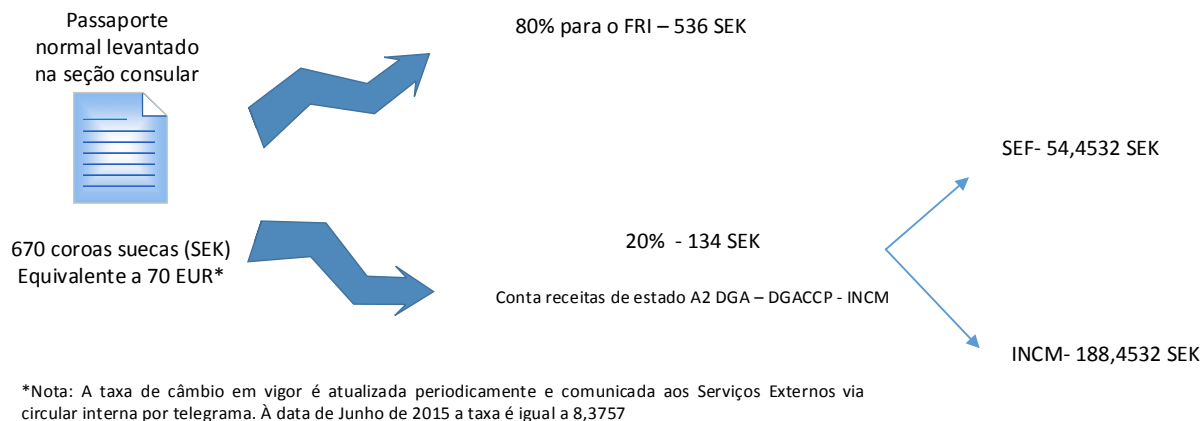 Passaporte
normal levantado
na seção consular
670 coroas suecas (SEK)
Equivalente a 70 EUR*
80% para o FRI – 536 SEK
20% - 134 SEK
Conta receitas de estado A2 DGA – DGACCP - INCM
SEF- 54,4532 SEK
INCM- 188,4532 SEK
*Nota: A taxa de câmbio em vigor é atualizada periodicamente e comunicada aos Serviços Externos via
circular interna por telegrama. À data de Junho de 2015 a taxa é igual a 8,3757